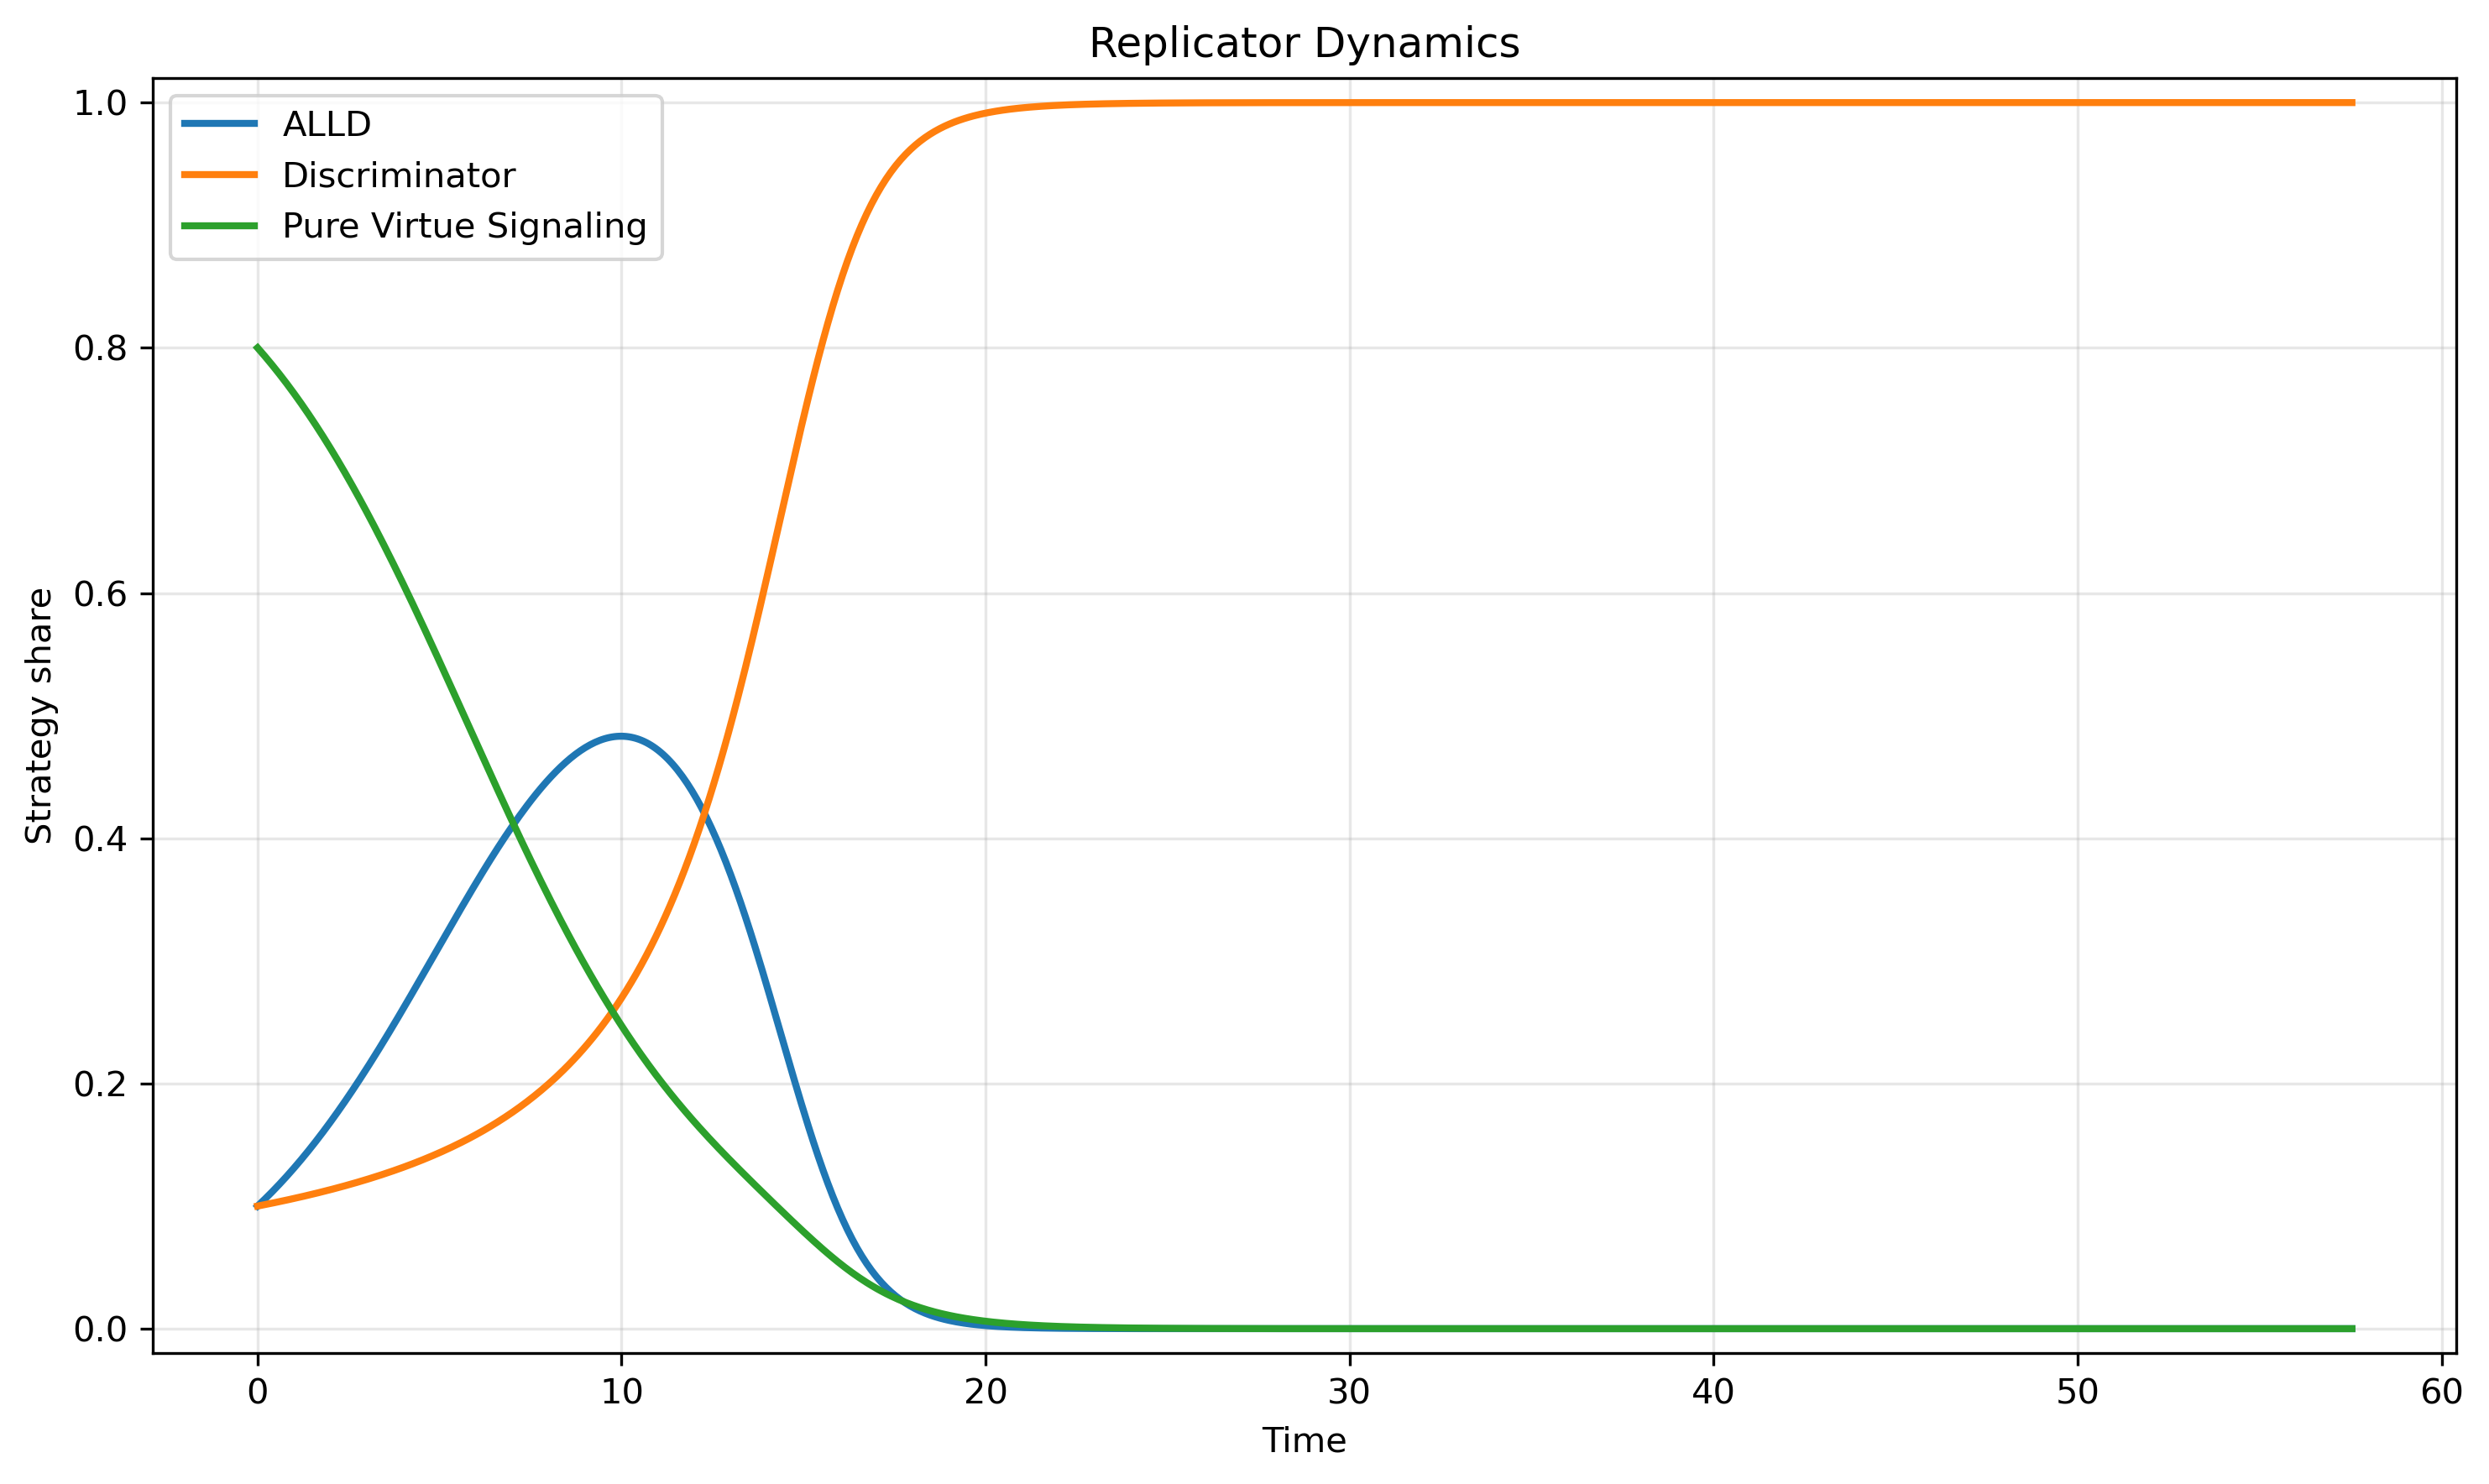 Replicator Dynamics
ALLD
Discriminator
Pure Virtue Signaling
Strategy share
1.0
0.8
0.6
0.4
0.2
0.0
0 10 20 30 40 50 60
Time